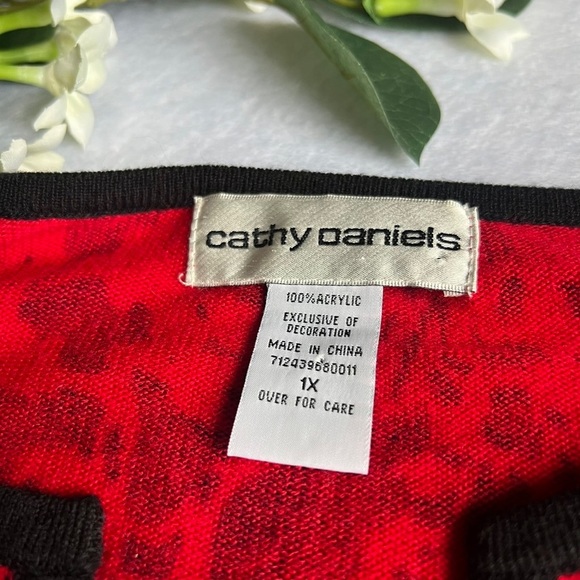 cathy Daniels
100% ACRYLIC
EXCLUSIVE OF
DECORATION
MADE IN CHINA
712439680011
1X
OVER FOR CARE